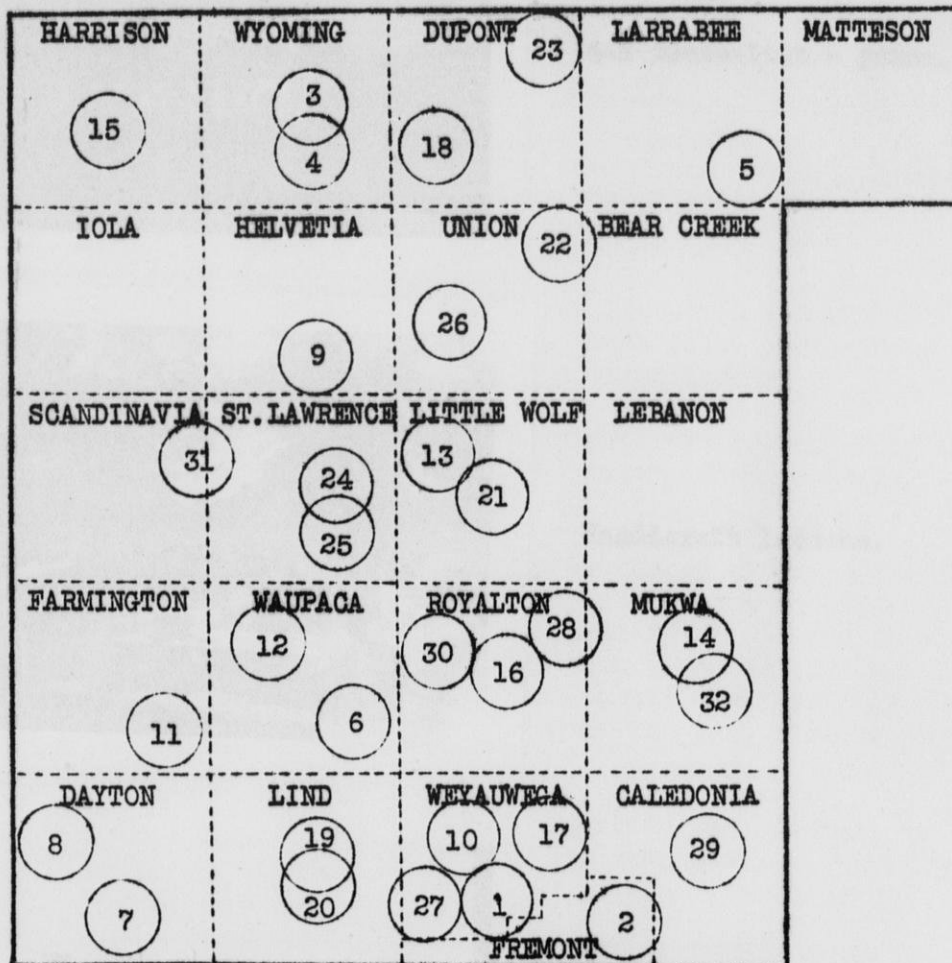 HARRISON WYOMING DUPONT LARRABEE MATTESON
23
3
15 4 18 5
IOLA HELVETIA UNION 22 BEAR CREEK
26
9
SCANDINAVIA ST.LAWRENCE LITTLE WOLF LEBANON
31 13
24 21
25
FARMINGTON WAUPACA ROYALTON MUKWA
12 30 16 28 14
11 6 32
DAYTON LIND WEYAUWEGA CALEDONIA
8 19 10 17 29
7 20 27 1 2
FREMONT